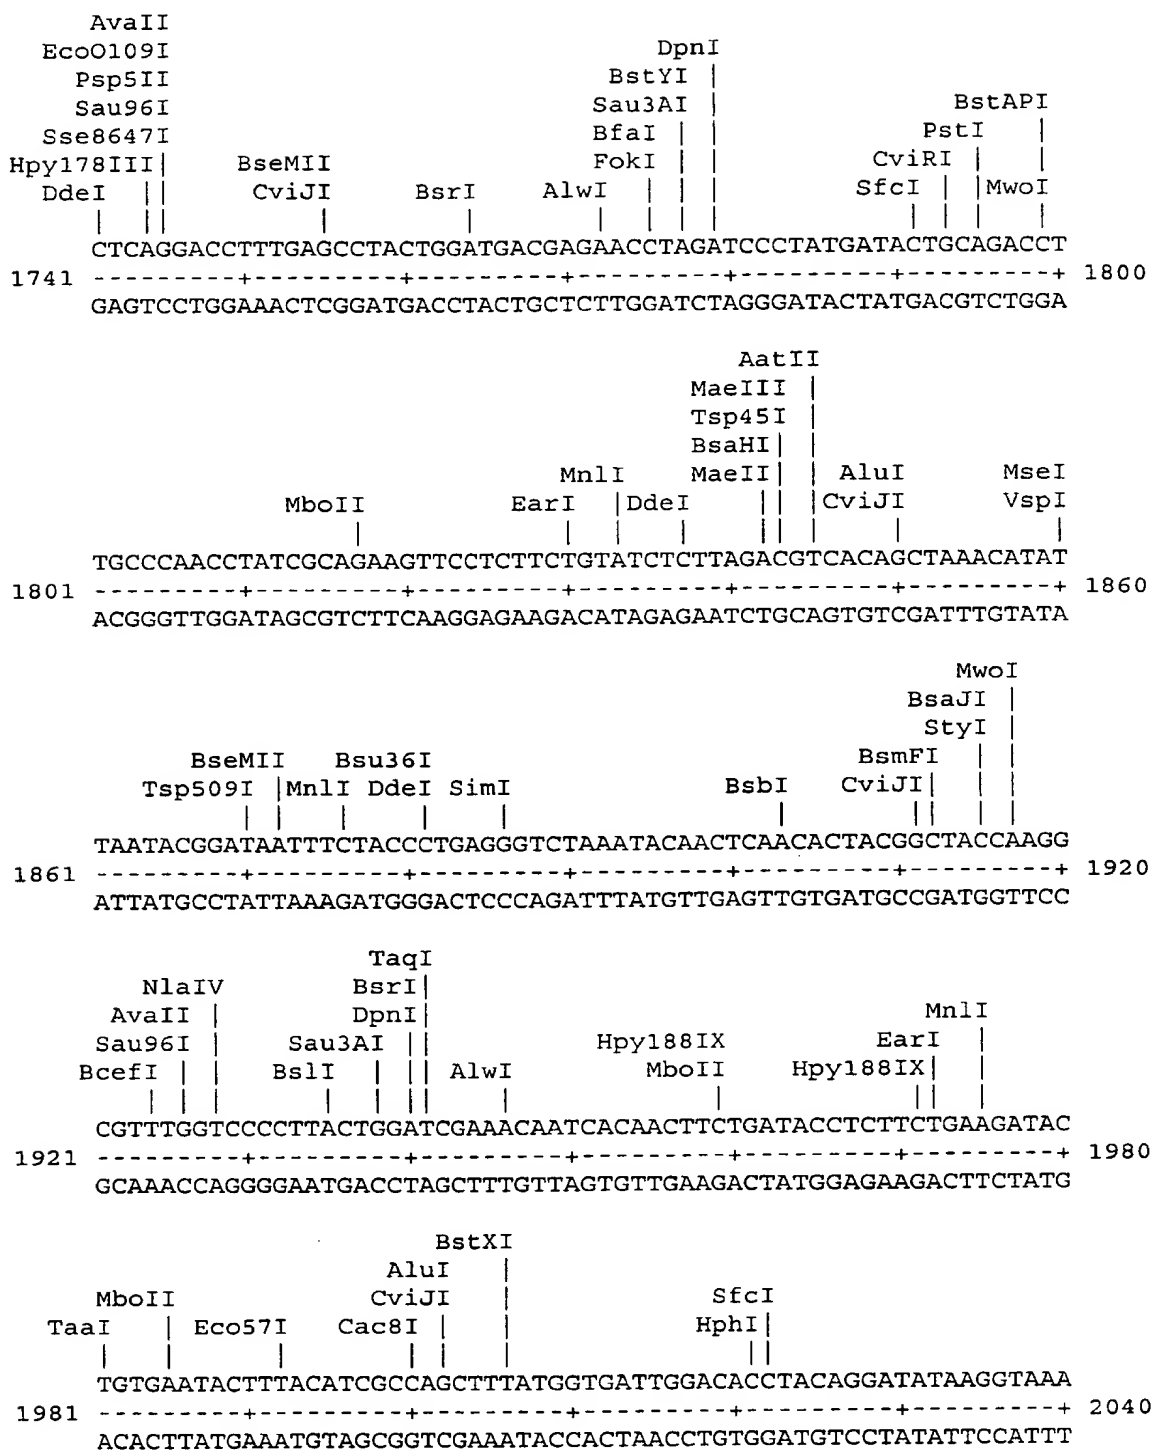 AvaII
EcoO109I DpnI
Psp5II BstYI
Sau96I Sau3AI BstAPI
Sse8647I BfaI PstI
Hpy178III BseMII FokI CviRI
DdeI CviJI BsrI AlwI SfcI MwoI
CTCAGGACCTTTGAGCCTACTGGATGACGAGAACCTAGATCCCTATGATACTGCAGACCT
1741 ---------+---------+---------+---------+---------+---------+ 1800
GAGTCCTGGAAACTCGGATGACCTACTGCTCTTGGATCTAGGGATACTATGACGTCTGGA
AatII
MaeIII
Tsp45I
BsaHI
MnlI MaeII AluI MseI
MboII EarI DdeI CviJI VspI
TGCCCAACCTATCGCAGAAGTTCCTCTTCTGTATCTCTTAGACGTCACAGCTAAACATAT
1801 ---------+---------+---------+---------+---------+---------+ 1860
ACGGGTTGGATAGCGTCTTCAAGGAGAAGACATAGAGAATCTGCAGTGTCGATTTGTATA
MwoI
BsaJI
StyI
BseMII Bsu36I BsmFI
Tsp509I MnlI DdeI SimI BsbI CviJI
TAATACGGATAATTTCTACCCTGAGGGTCTAAATACAACTCAACACTACGGCTACCAAGG
1861 ---------+---------+---------+---------+---------+---------+ 1920
ATTATGCCTATTAAAGATGGGACTCCCAGATTTATGTTGAGTTGTGATGCCGATGGTTCC
TaqI
NlaIV BsrI
AvaII DpnI MnlI
Sau96I Sau3AI Hpy188IX EarI
BcefI BslI AlwI MboII Hpy188IX
CGTTTGGTCCCCTTACTGGATCGAAACAATCACAACTTCTGATACCTCTTCTGAAGATAC
1921 ---------+---------+---------+---------+---------+---------+ 1980
GCAAACCAGGGGAATGACCTAGCTTTGTTAGTGTTGAAGACTATGGAGAAGACTTCTATG
BstXI
AluI
MboII CviJI SfcI
TaaI Eco57I Cac8I HphI
TGTGAATACTTTACATCGCCAGCTTTATGGTGATTGGACACCTACAGGATATAAGGTAAA
1981 ---------+---------+---------+---------+---------+---------+ 2040
ACACTTATGAAATGTAGCGGTCGAAATACCACTAACCTGTGGATGTCCTATATTCCATTT